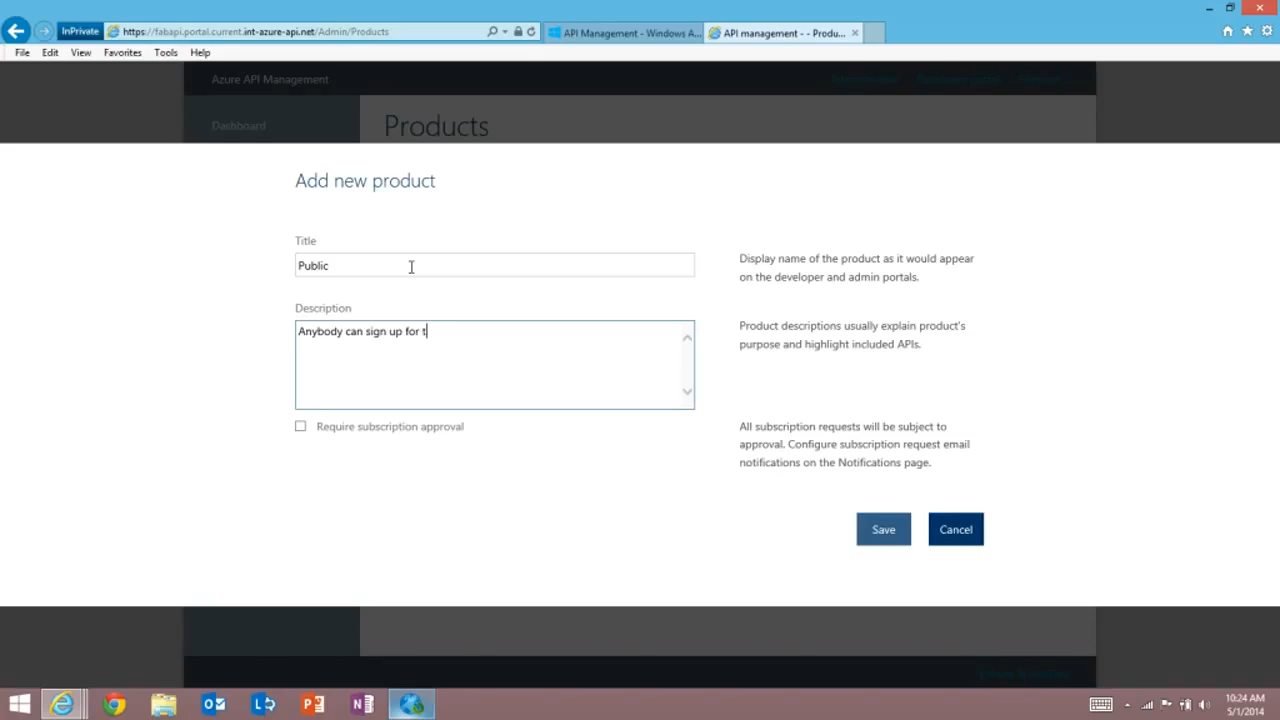 InPrivate
https://fabapi.portal.current.int-azure-api.net/Admin/Products
API Management - Windows A...
API management - - Produ...
File Edit View Favorites Tools Help
Azure API Management
Dashboard
Products
Add new product
Title
Public
Display name of the product as it would appear
on the developer and admin portals.
Description
Anybody can sign up for t
Product descriptions usually explain product's
purpose and highlight included APIs.
Require subscription approval
All subscription requests will be subject to
approval. Configure subscription request email
notifications on the Notifications page.
Save
Cancel
10:24 AM
5/1/2014